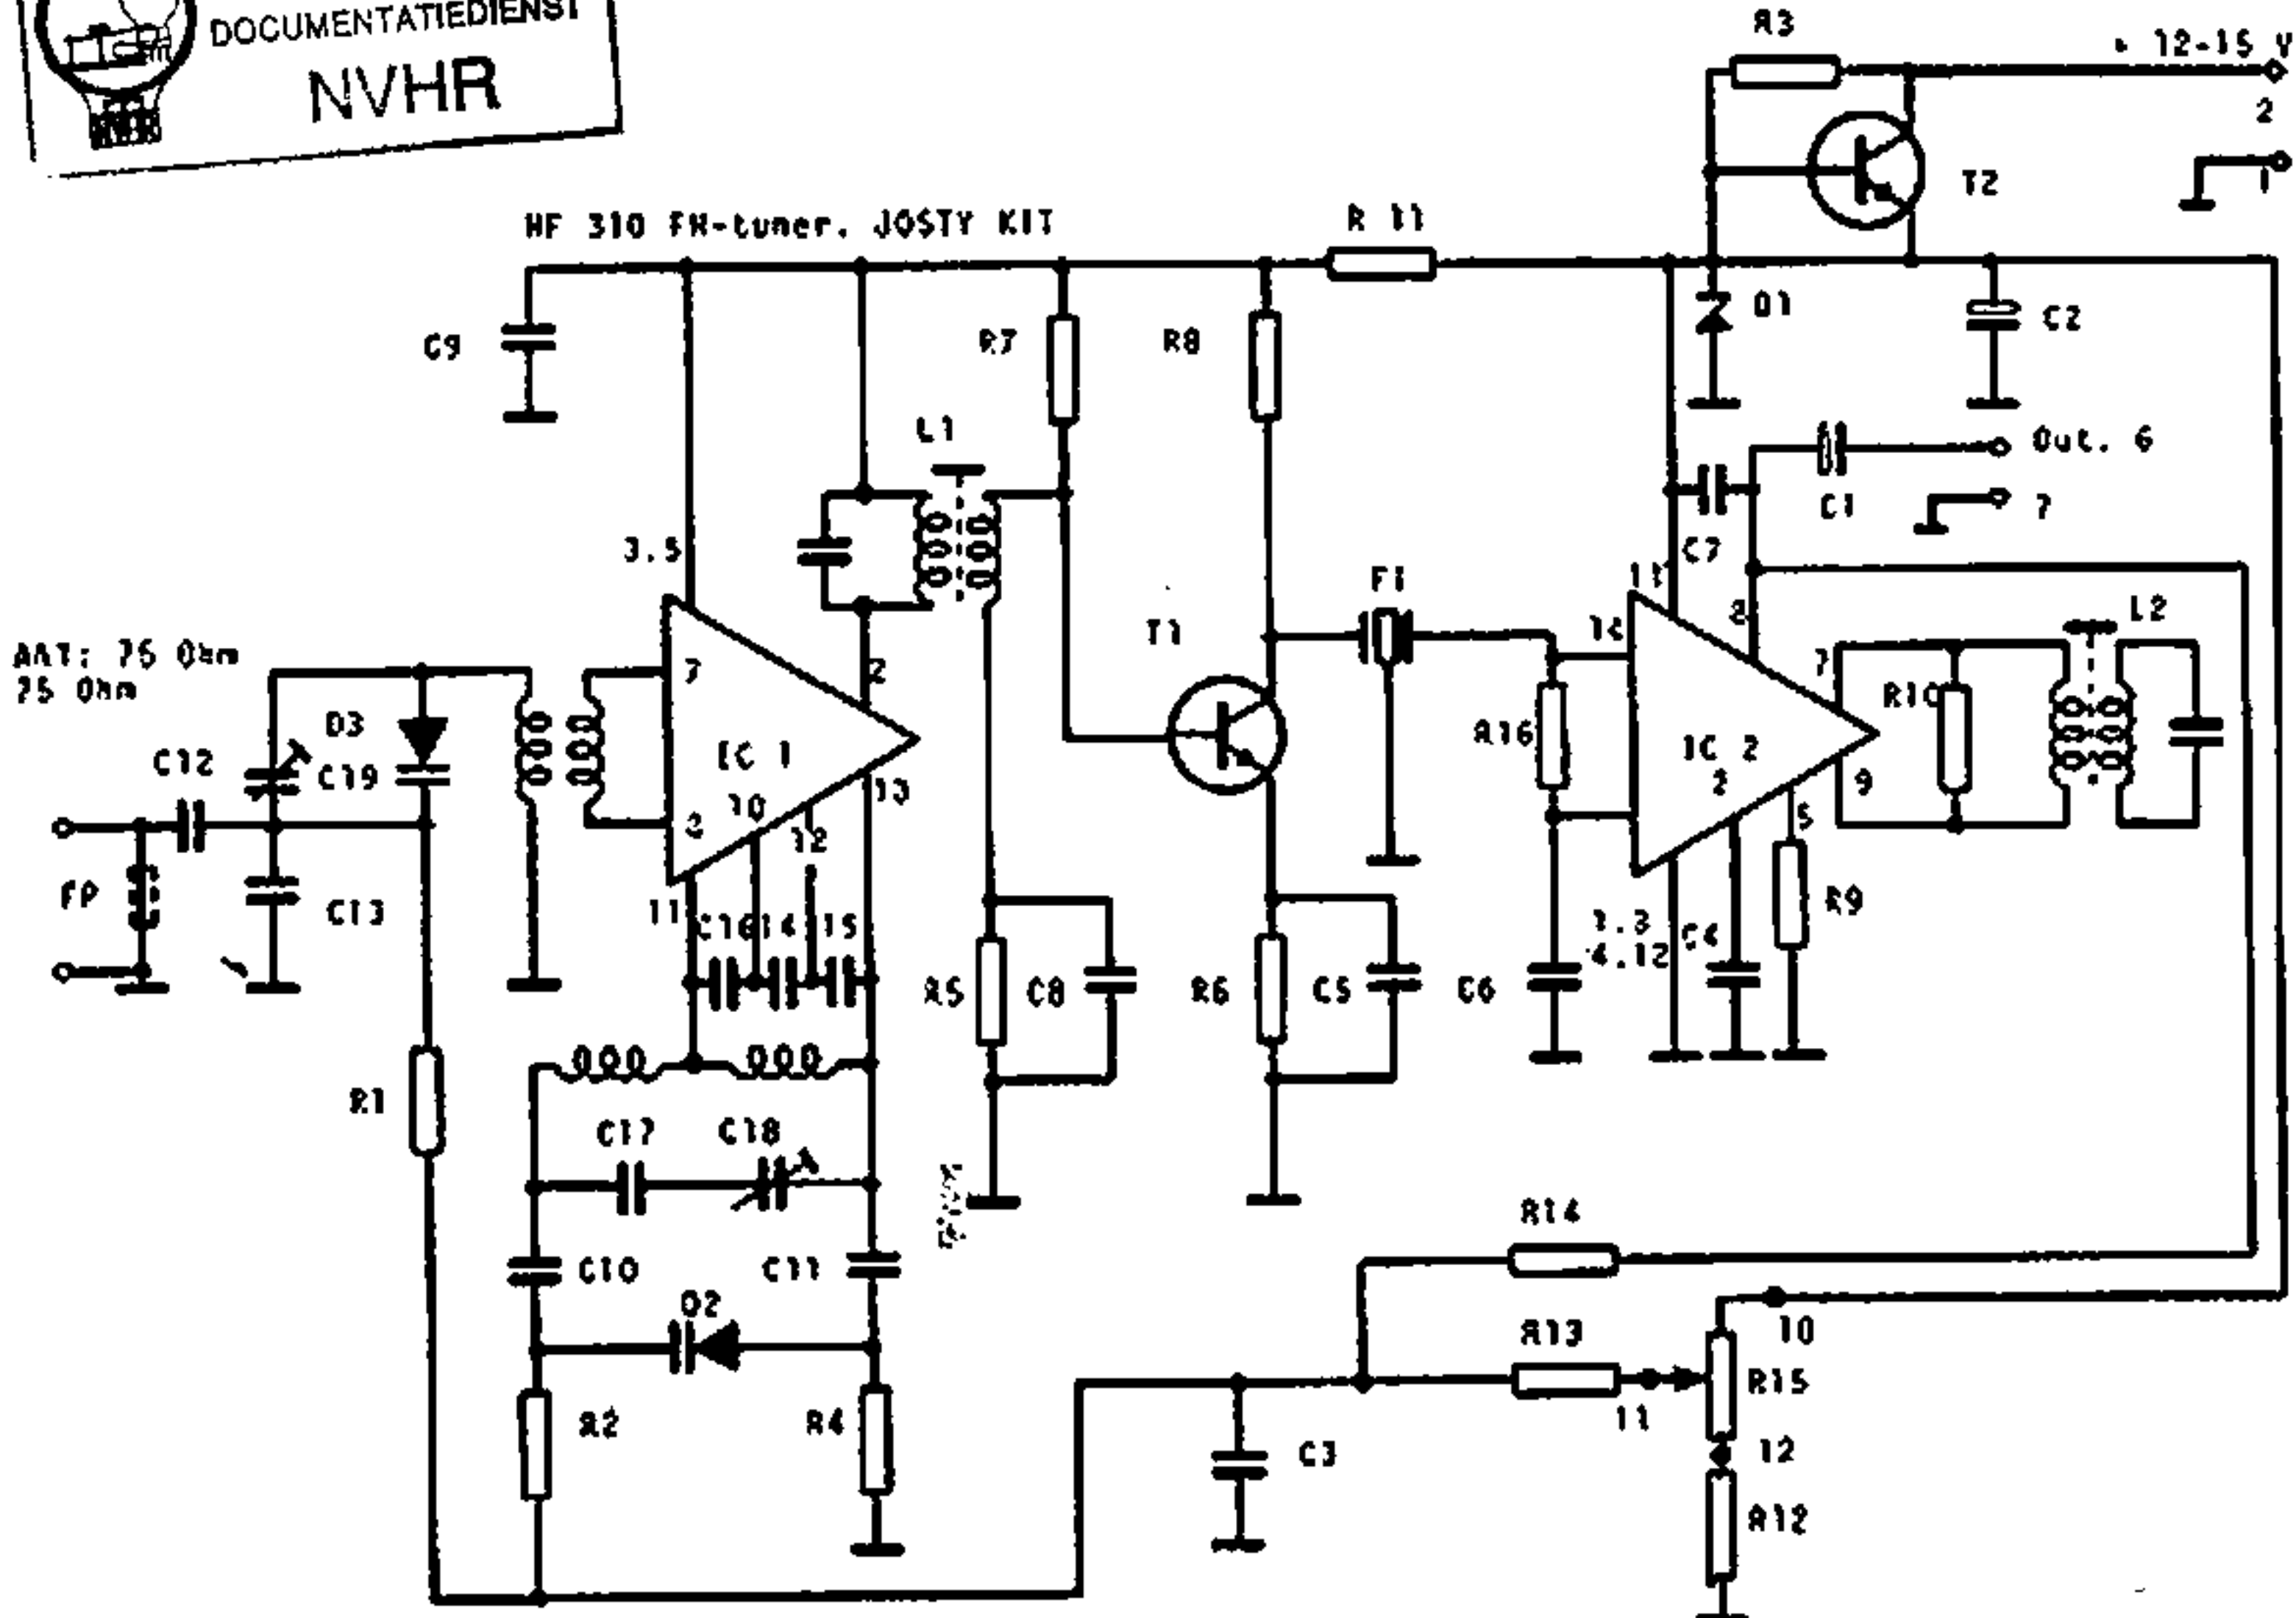 DOCUMENTATIEDIENST
NVHR
R3
12-15 V
2
T2
1
HF 310 FM-tuner. JOSTY KIT
R 11
C9
R7
R8
D1
C2
L1
Out. 6
C1
7
3.5
C7
F1
11
8
L2
T1
14
ANT: 75 Ohm
75 Ohm
7
2
7
R10
D3
R16
C12
C19
IC 1
IC 2
10
13
2
9
12
5
FP
C13
11
C16
14
15
R9
C4
4.12
R5
C8
R6
C5
C6
R1
C17
C18
R14
C10
C11
D2
10
R13
R15
R2
R4
11
C3
12
R12